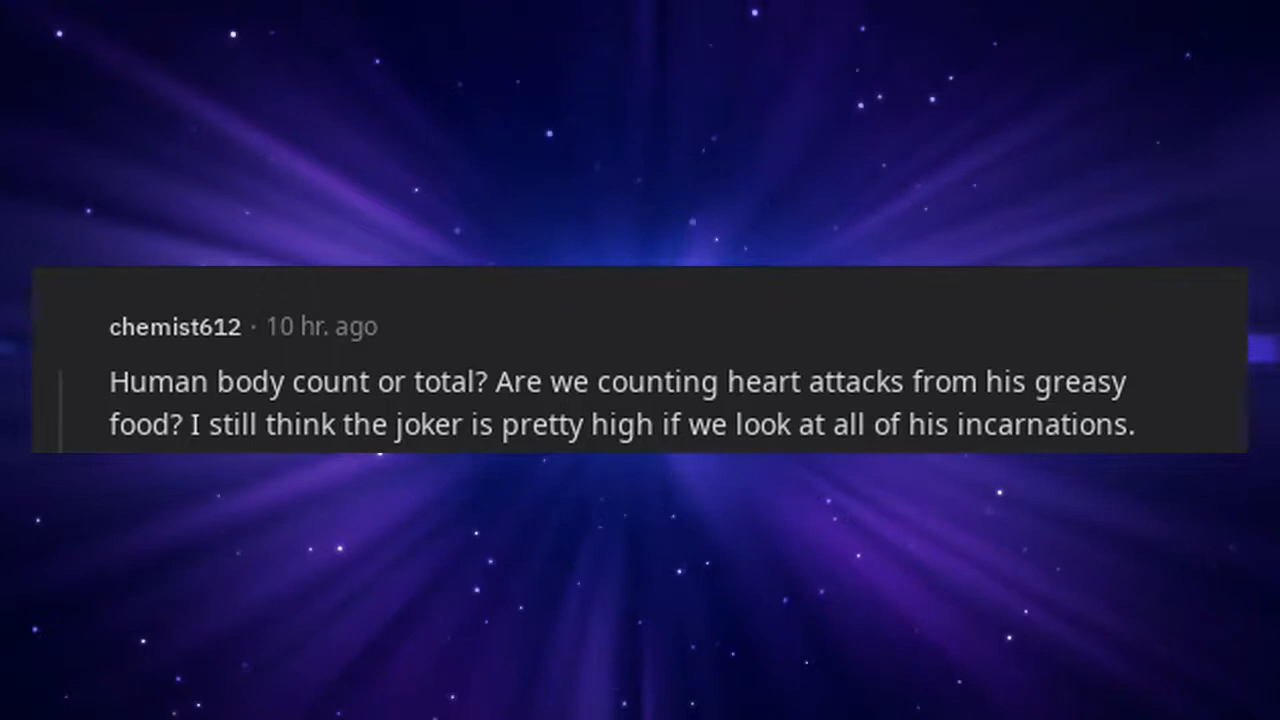 chemist612 · 10 hr. ago
Human body count or total? Are we counting heart attacks from his greasy
food? I still think the joker is pretty high if we look at all of his incarnations.